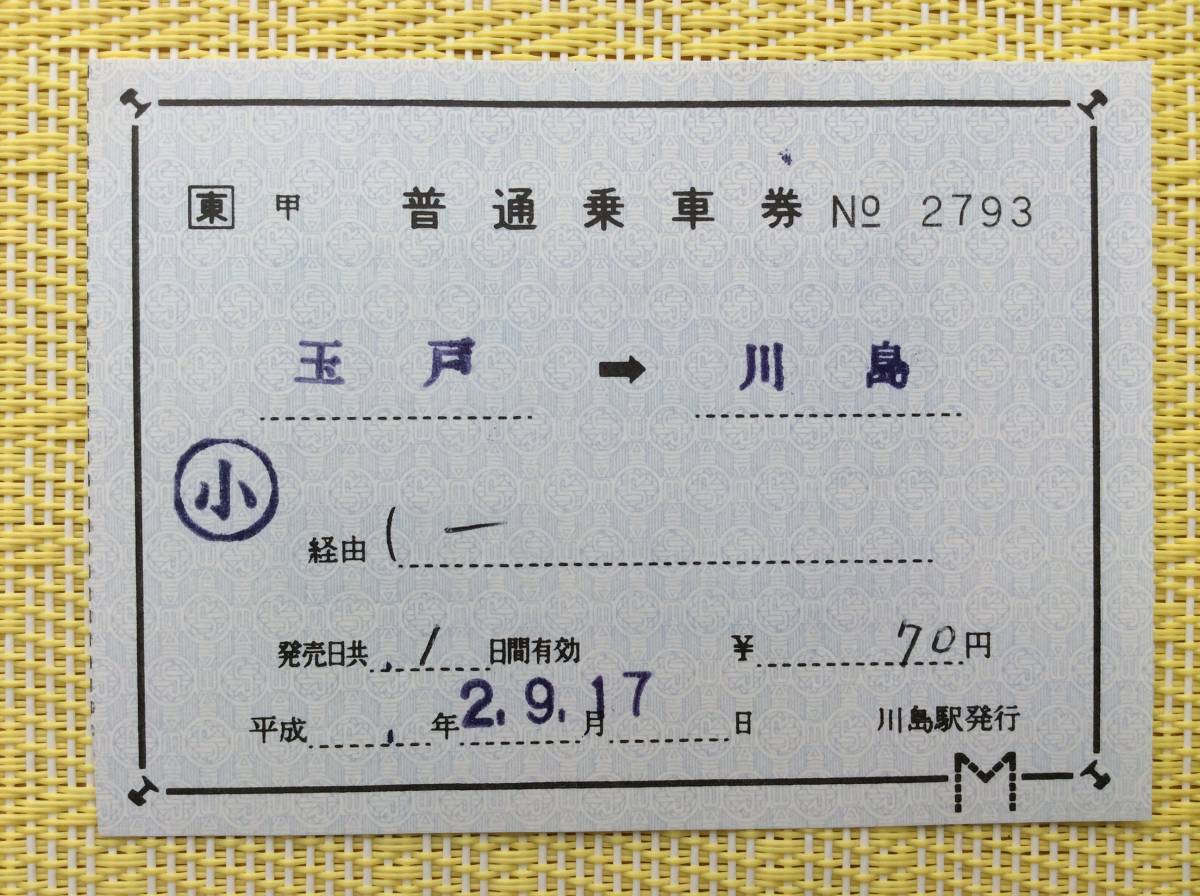 東 甲 普通乗車券 No 2793
玉戸 ➡ 川島
小
経由 ( ー
発売日共 1 日間有効 ¥ 70円
平成 年 2. 9. 17 月 日 川島駅発行